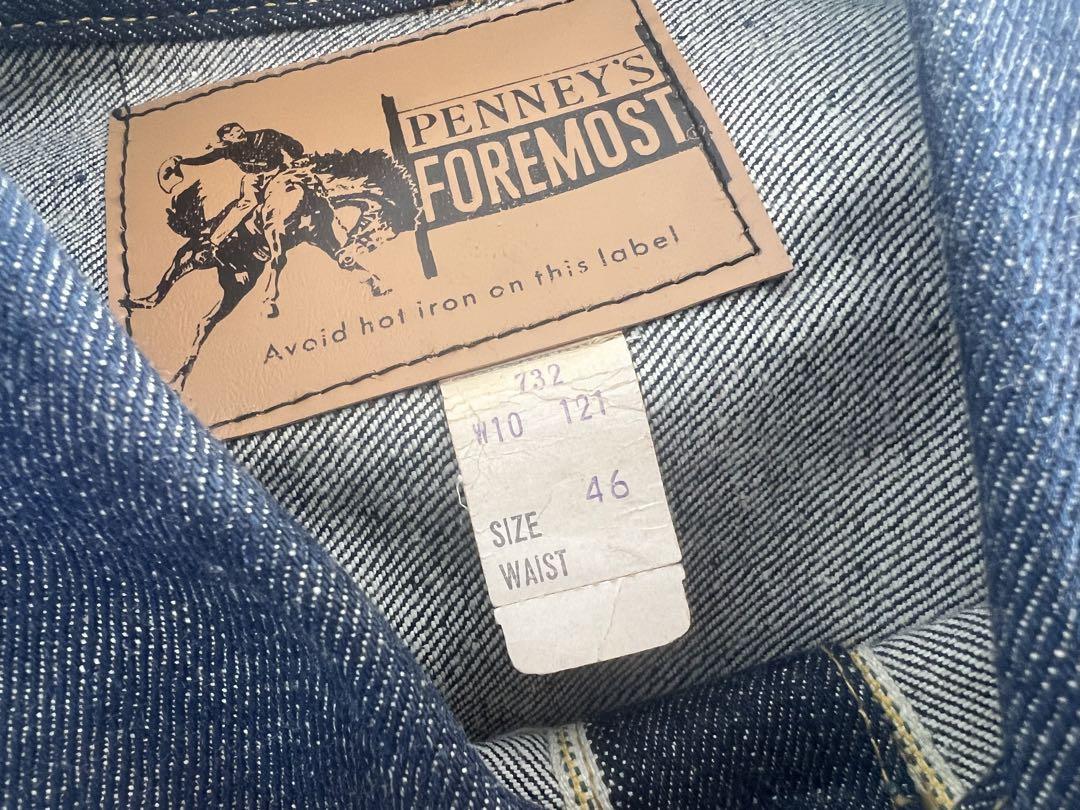 PENNEY'S
FOREMOST
Avoid hot iron on this label
732
W10 121
46
SIZE
WAIST